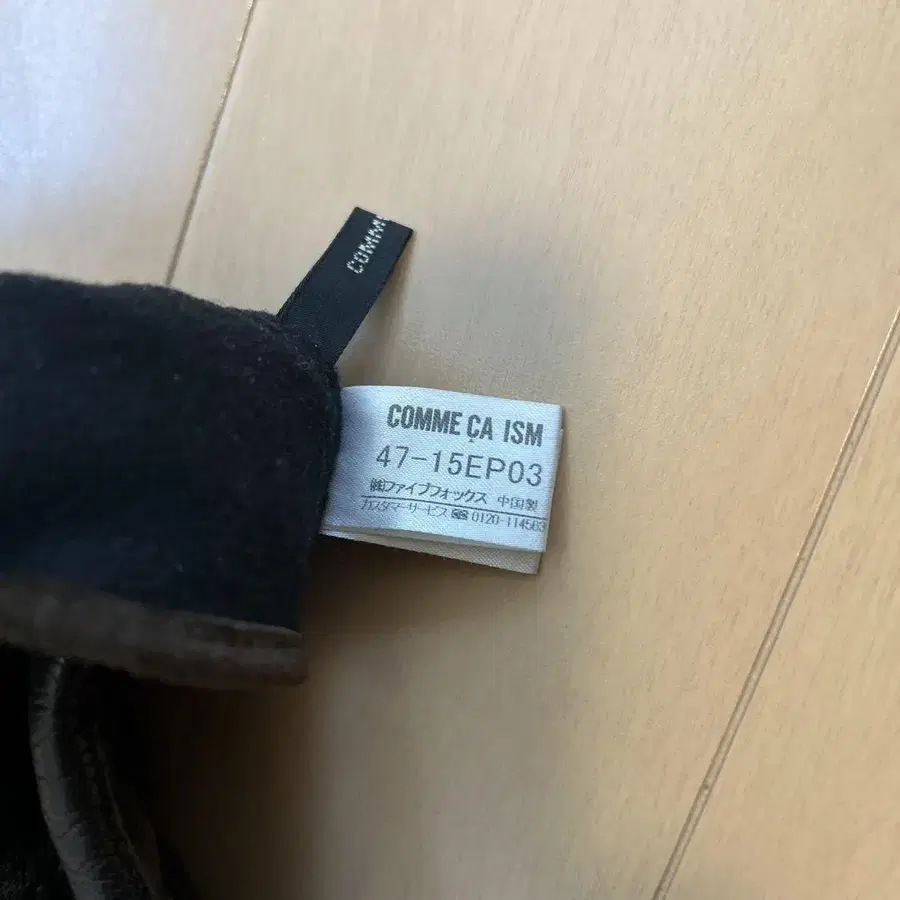 COMM
COMME ÇA ISM
47-15EP03
㈱ファイブフォックス 中国製
カスタマーサービス 0120-114563